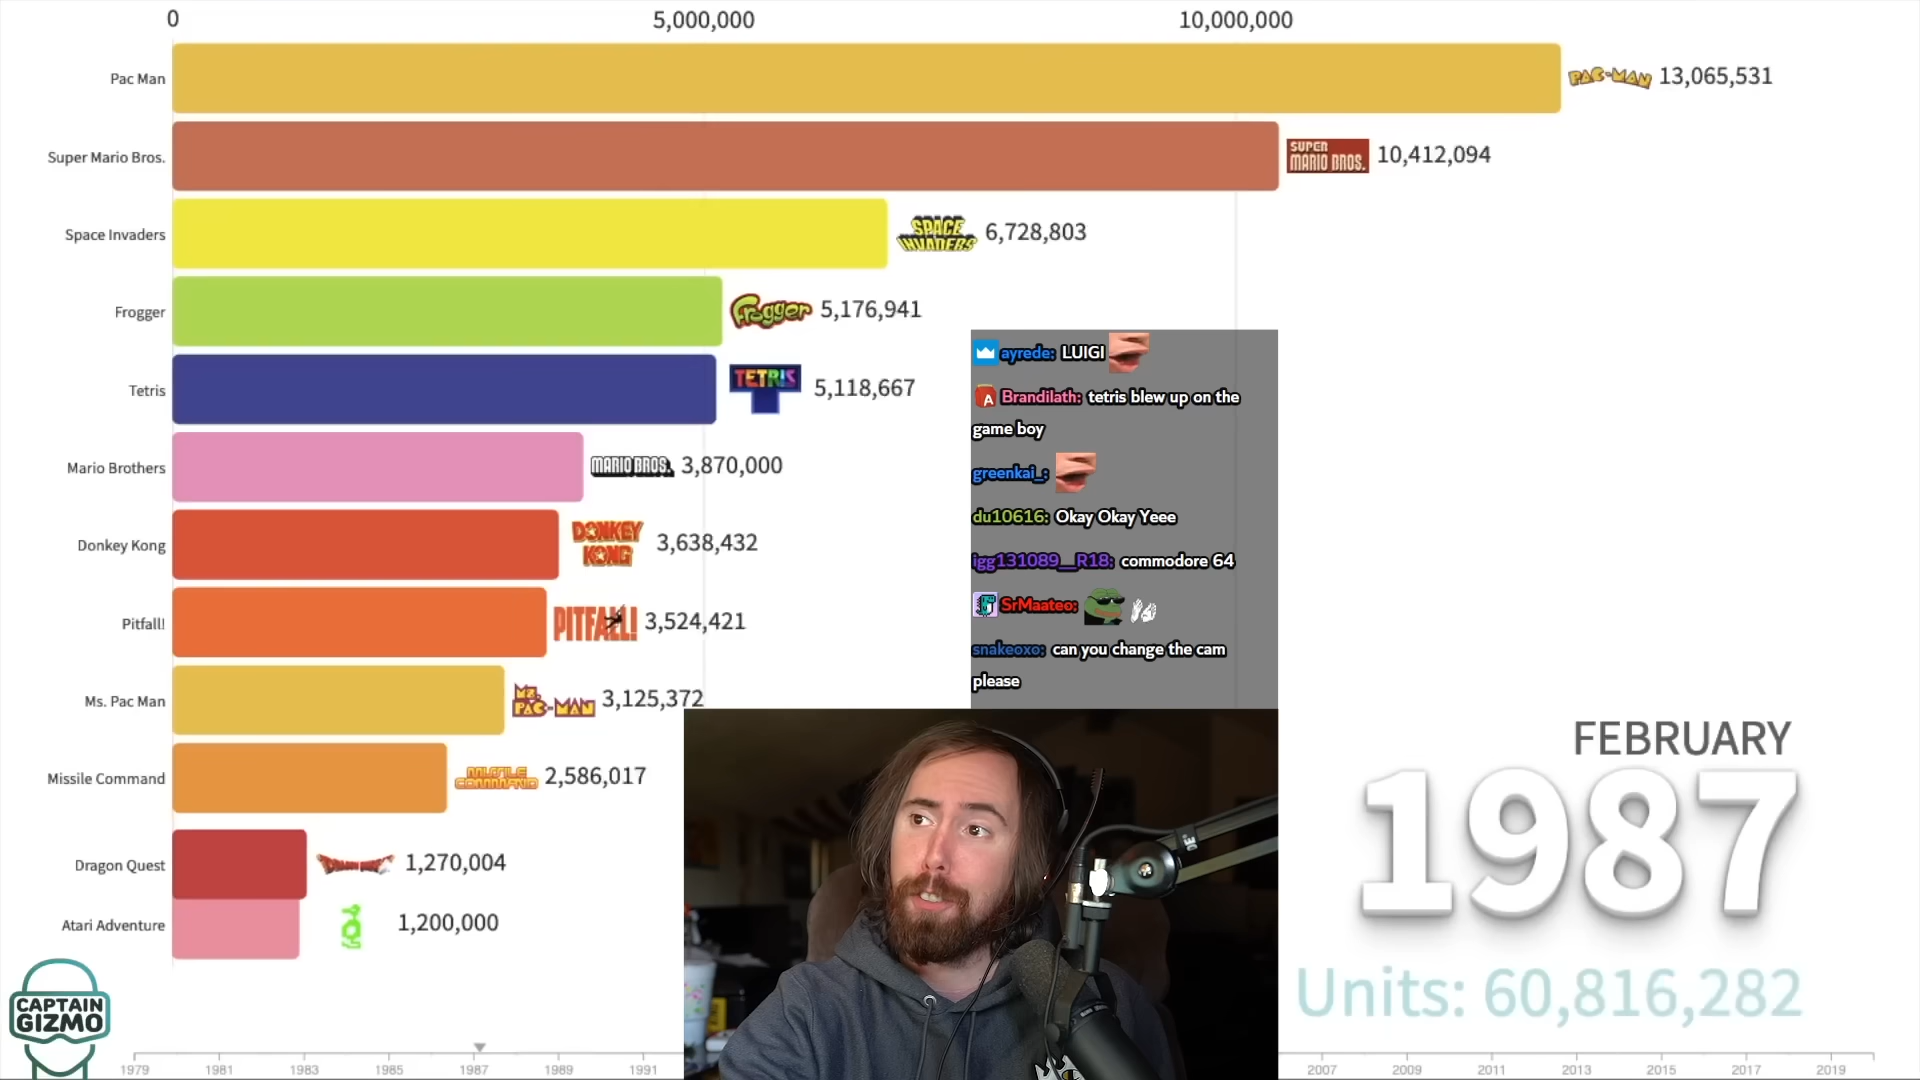 0 5,000,000 10,000,000
Pac Man PAC-MAN 13,065,531
Super Mario Bros. SUPER MARIO BROS. 10,412,094
Space Invaders SPACE INVADERS 6,728,803
Frogger Frogger 5,176,941
Tetris TETRIS 5,118,667
Mario Brothers MARIO BROS. 3,870,000
Donkey Kong DONKEY KONG 3,638,432
Pitfall! PITFALL! 3,524,421
Ms. Pac Man MS. PAC-MAN 3,125,372
Missile Command MISSILE COMMAND 2,586,017
Dragon Quest DRAGON QUEST 1,270,004
Atari Adventure 1,200,000
ayrede: LUIGI
Brandilath: tetris blew up on the
game boy
greenkai_:
du10616: Okay Okay Yeee
igg131089__R18: commodore 64
SrMaateo:
snakeoxo: can you change the cam
please
FEBRUARY
1987
Units: 60,816,282
CAPTAIN
GIZMO
1979 1981 1983 1985 1987 1989 1991 2007 2009 2011 2013 2015 2017 2019